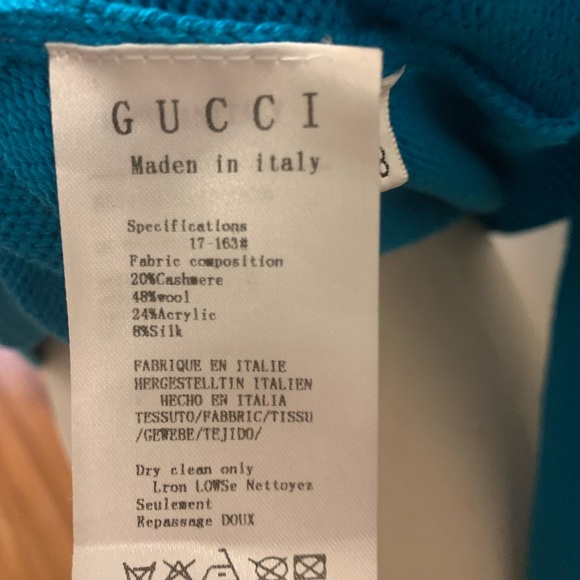 GUCCI
Maden in italy
8
Specifications
17-163#
Fabric composition
20%Cashmere
48%wool
24%Acrylic
8%Silk
FABRIQUE EN ITALIE
HERGESTELLTIN ITALIEN
HECHO EN ITALIA
TESSUTO/FABBRIC/TISSU
/GEWEBE/TEJIDO/
Dry clean only
Lron LOWSe Nettoyez
Seulement
Repassage DOUX